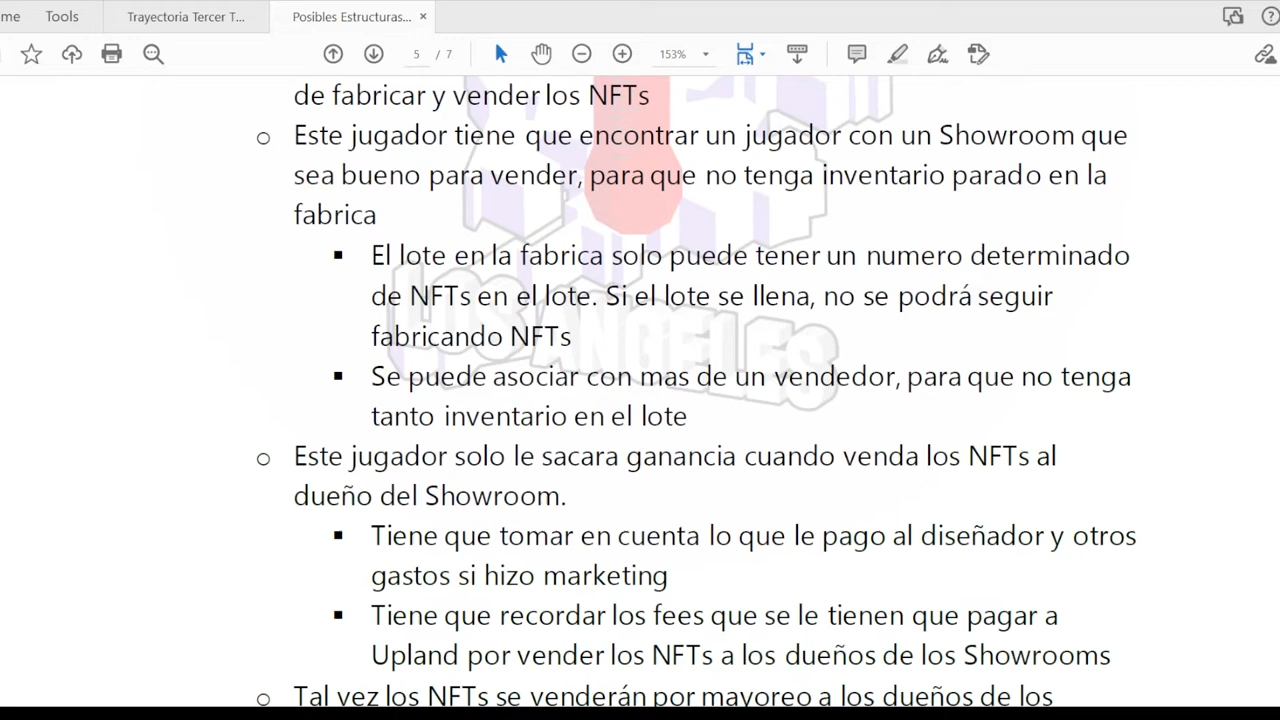 me
Tools
Trayectoria Tercer T...
Posibles Estructuras...
5 / 7
153%
de fabricar y vender los NFTs
o Este jugador tiene que encontrar un jugador con un Showroom que
sea bueno para vender, para que no tenga inventario parado en la
fabrica
▪ El lote en la fabrica solo puede tener un numero determinado
de NFTs en el lote. Si el lote se llena, no se podrá seguir
fabricando NFTs
▪ Se puede asociar con mas de un vendedor, para que no tenga
tanto inventario en el lote
o Este jugador solo le sacara ganancia cuando venda los NFTs al
dueño del Showroom.
▪ Tiene que tomar en cuenta lo que le pago al diseñador y otros
gastos si hizo marketing
▪ Tiene que recordar los fees que se le tienen que pagar a
Upland por vender los NFTs a los dueños de los Showrooms
o Tal vez los NFTs se venderán por mayoreo a los dueños de los
LOS ANGELES